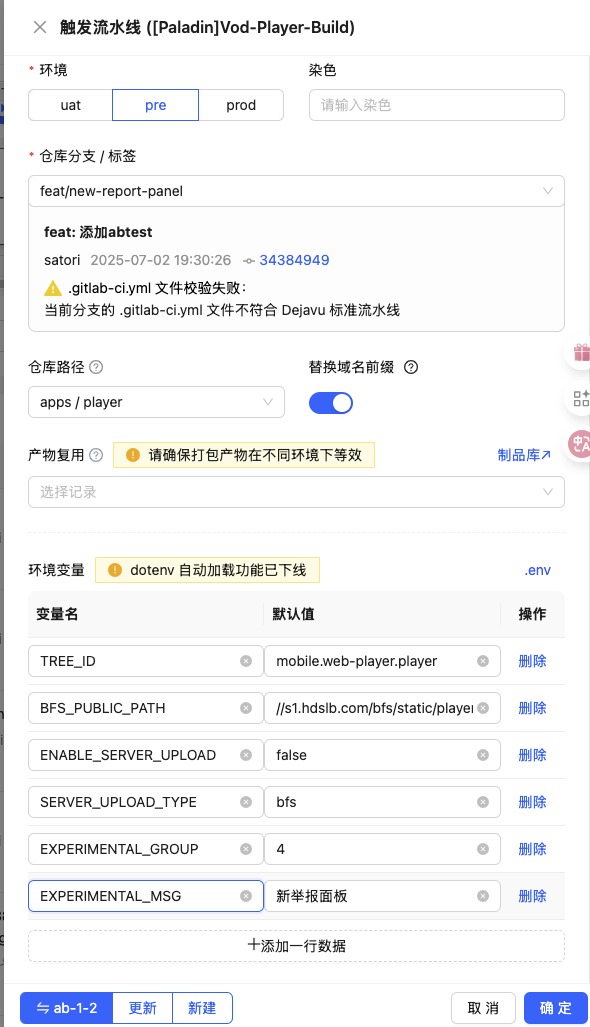 触发流水线 ([Paladin]Vod-Player-Build)
* 环境
染色
uat
pre
prod
请输入染色
* 仓库分支 / 标签
feat/new-report-panel
feat: 添加abtest
satori 2025-07-02 19:30:26 34384949
.gitlab-ci.yml 文件校验失败：
当前分支的 .gitlab-ci.yml 文件不符合 Dejavu 标准流水线
仓库路径
替换域名前缀
apps / player
产物复用
请确保打包产物在不同环境下等效
制品库
选择记录
环境变量
dotenv 自动加载功能已下线
.env
变量名 默认值 操作
TREE_ID mobile.web-player.player 删除
BFS_PUBLIC_PATH //s1.hdslb.com/bfs/static/player 删除
ENABLE_SERVER_UPLOAD false 删除
SERVER_UPLOAD_TYPE bfs 删除
EXPERIMENTAL_GROUP 4 删除
EXPERIMENTAL_MSG 新举报面板 删除
添加一行数据
ab-1-2 更新 新建 取消 确定